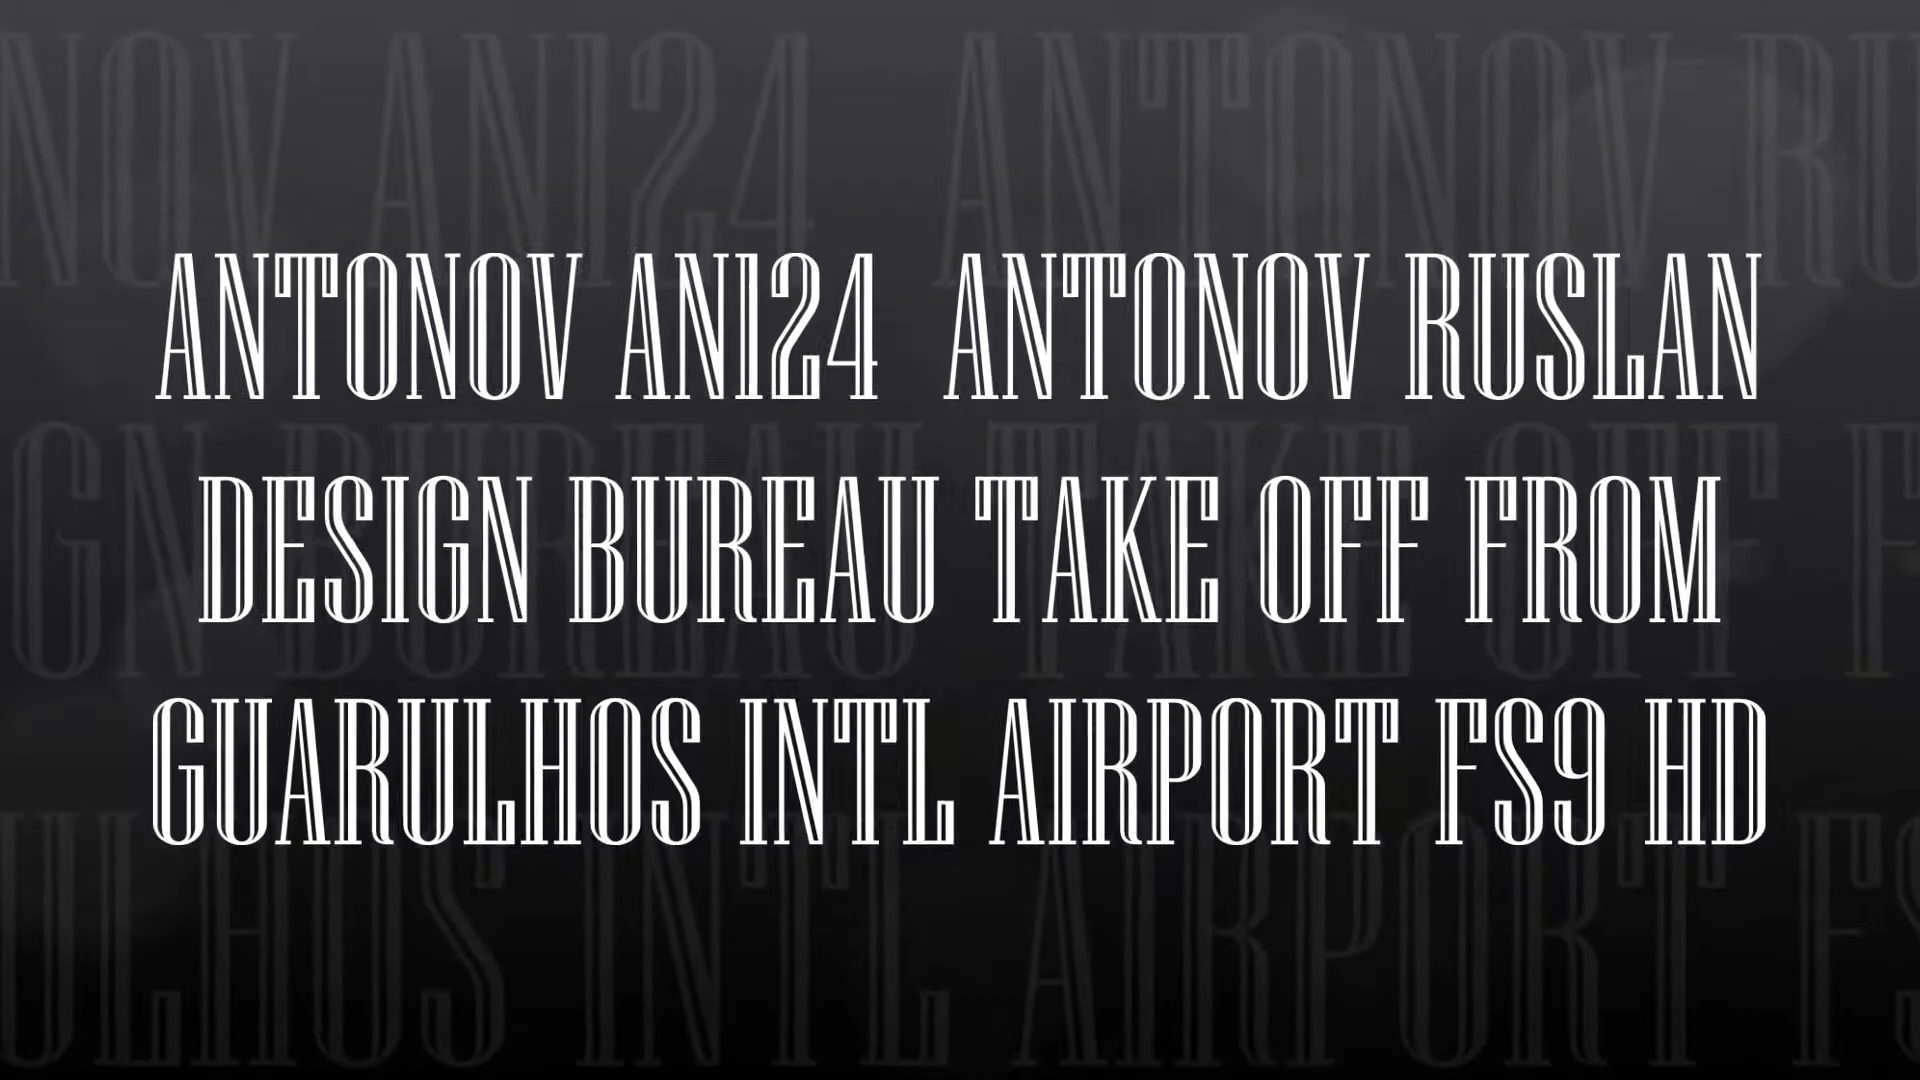 ANTONOV AN124 ANTONOV RUSLAN
DESIGN BUREAU TAKE OFF FROM
GUARULHOS INTL AIRPORT FS9 HD